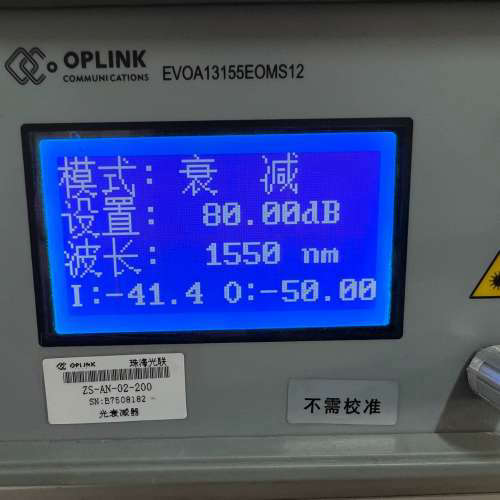 OPLINK
COMMUNICATIONS
EVOA13155EOMS12
模式: 衰 减
设置: 80.00dB
波长: 1550 nm
I:-41.4 O:-50.00
OPLINK 珠海光联
ZS-AN-02-200
SN:B7508182
光衰减器
不需校准